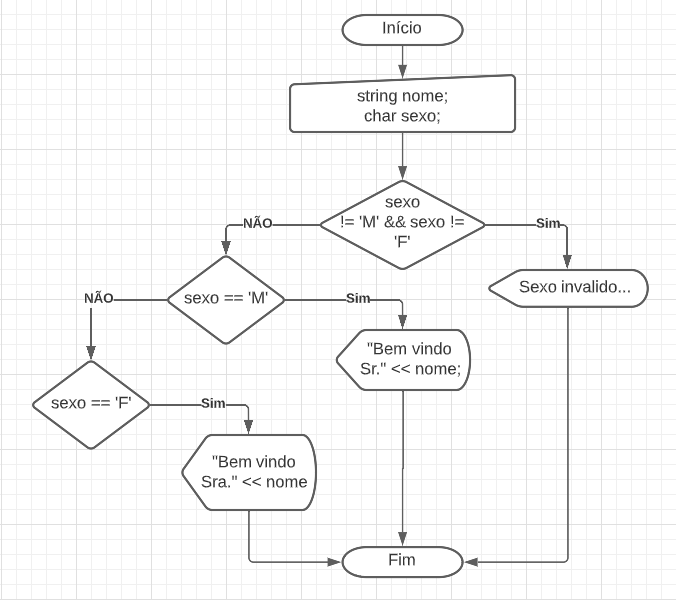 Início
string nome;
char sexo;
sexo
!= 'M' && sexo !=
'F'
NÃO
Sim
Sexo invalido...
sexo == 'M'
NÃO
Sim
"Bem vindo
Sr." << nome;
sexo == 'F'
Sim
"Bem vindo
Sra." << nome
Fim